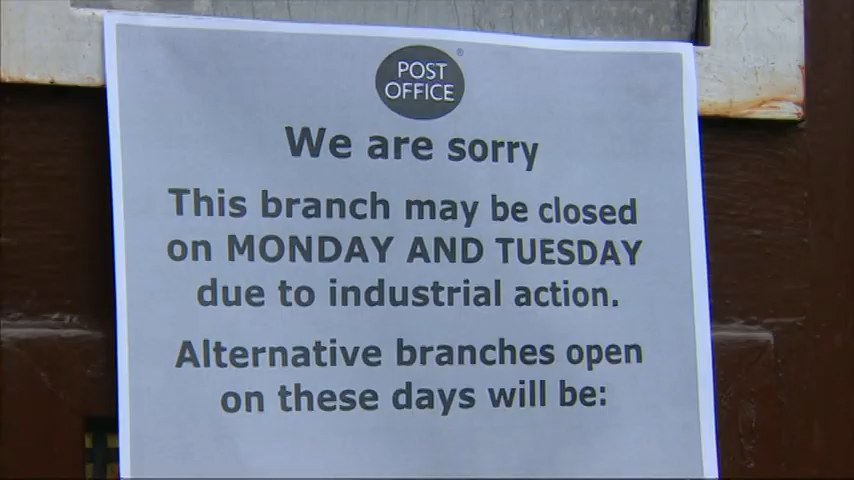 POST
OFFICE
®
We are sorry
This branch may be closed
on MONDAY AND TUESDAY
due to industrial action.
Alternative branches open
on these days will be: